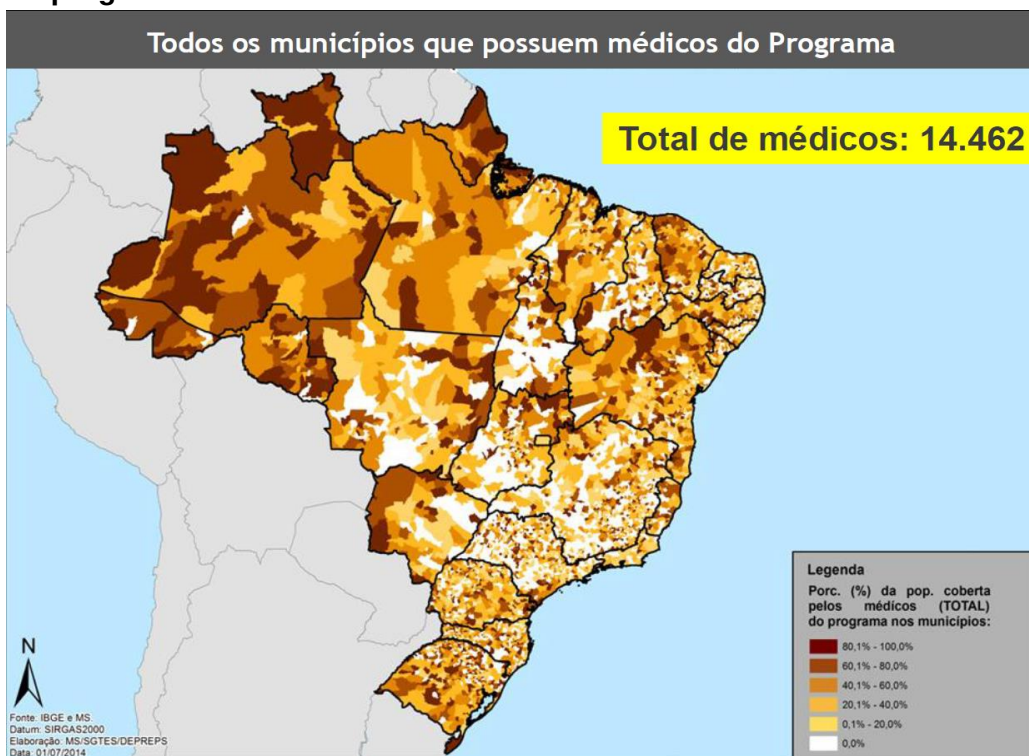 Todos os municípios que possuem médicos do Programa
Total de médicos: 14.462
Legenda
Porc. (%) da pop. coberta
pelos médicos (TOTAL)
do programa nos municípios:
80,1% - 100,0%
60,1% - 80,0%
40,1% - 60,0%
20,1% - 40,0%
0,1% - 20,0%
0,0%
N
Fonte: IBGE e MS.
Datum: SIRGAS2000
Elaboração: MS/SGTES/DEPREPS
Data: 01/07/2014